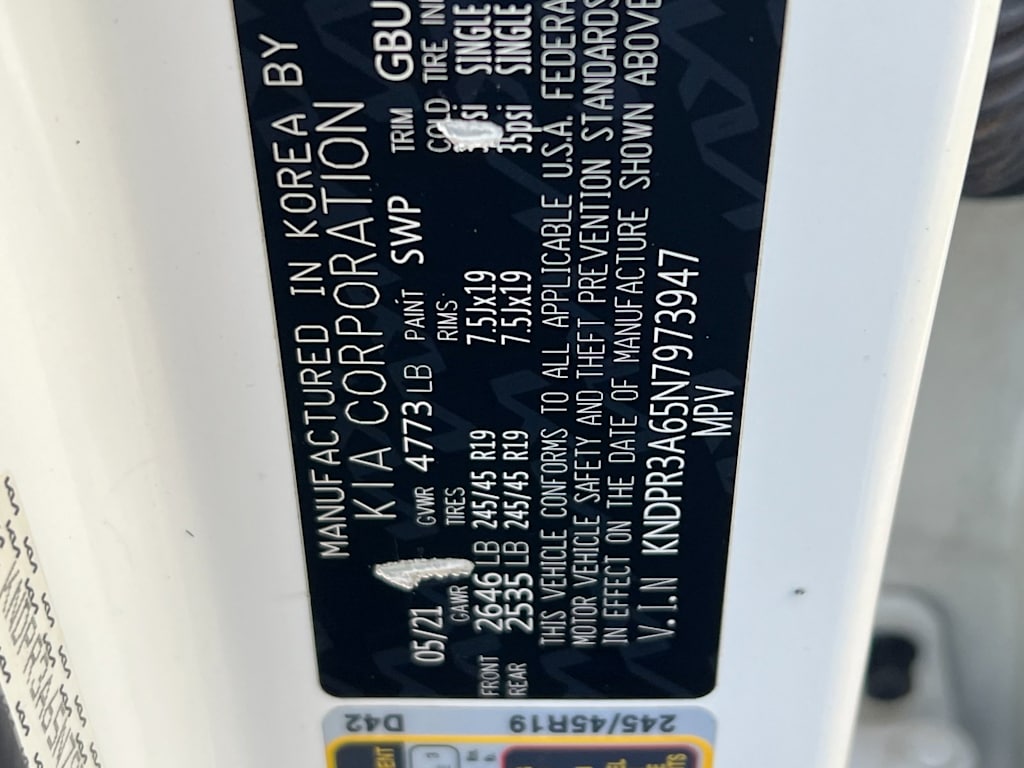 MANUFACTURED IN KOREA BY
KIA CORPORATION
05/21 GVWR 4773 LB PAINT SWP TRIM GBU
GAWR TIRES RIMS COLD TIRE
FRONT 2646 LB 245/45 R19 7.5Jx19 SINGLE
REAR 2535 LB 245/45 R19 7.5Jx19 35psi SINGLE
THIS VEHICLE CONFORMS TO ALL APPLICABLE U.S.A. FEDERA
MOTOR VEHICLE SAFETY AND THEFT PREVENTION STANDARDS
IN EFFECT ON THE DATE OF MANUFACTURE SHOWN ABOVE
V.I.N KNDPR3A65N7973947
MPV
D42 245/45R19